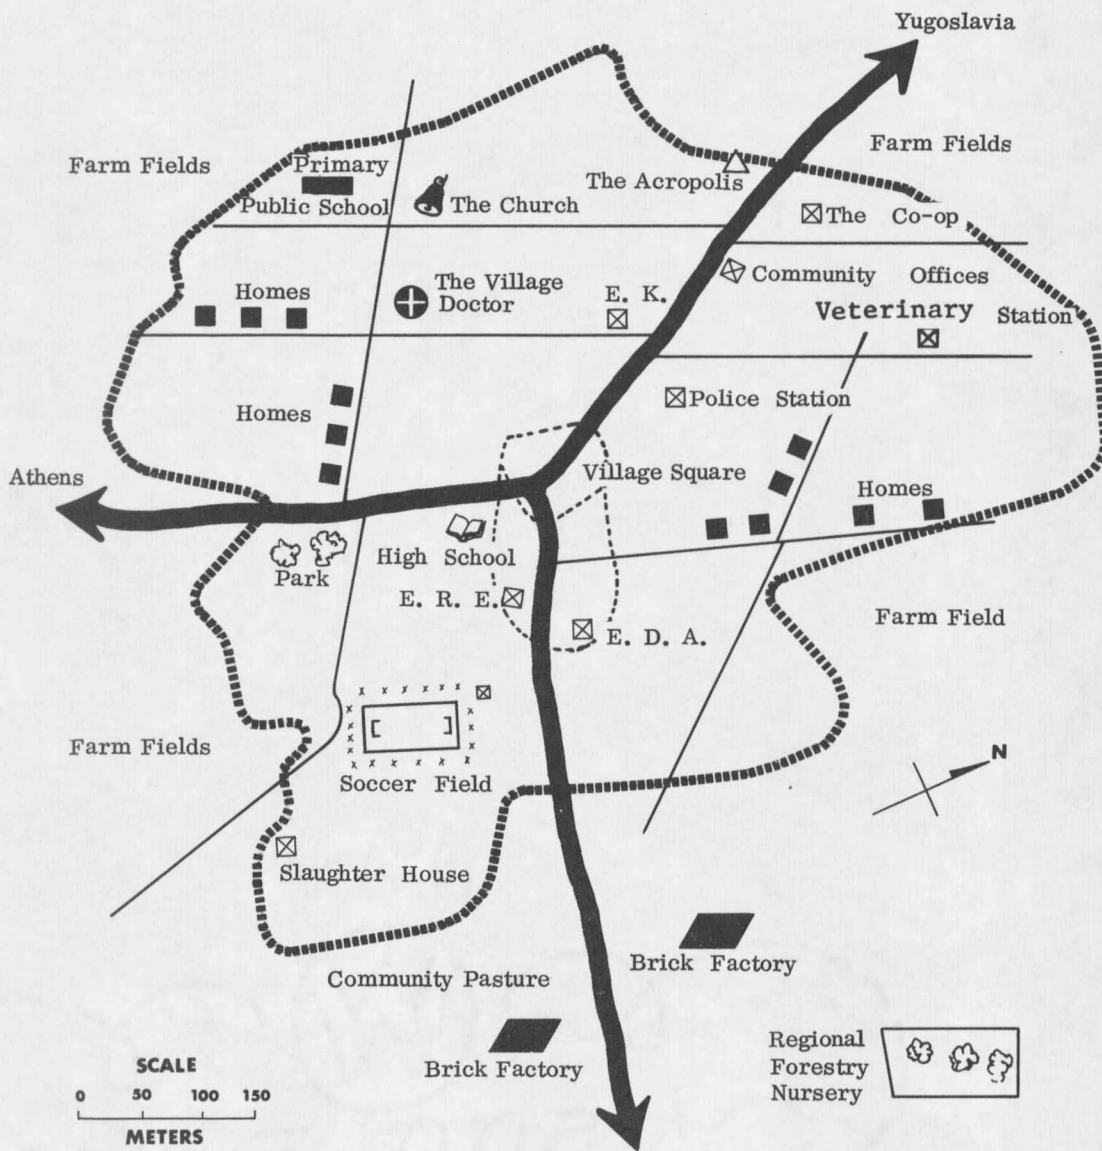 Yugoslavia
Farm Fields
Farm Fields
Primary
Public School
The Church
The Acropolis
The Co-op
Community Offices
The Village
Doctor
Homes
E. K.
Veterinary Station
Homes
Police Station
Athens
Village Square
Homes
High School
Park
E. R. E.
E. D. A.
Farm Field
Farm Fields
Soccer Field
N
Slaughter House
Community Pasture
Brick Factory
Brick Factory
Regional
Forestry
Nursery
SCALE
0 50 100 150
METERS